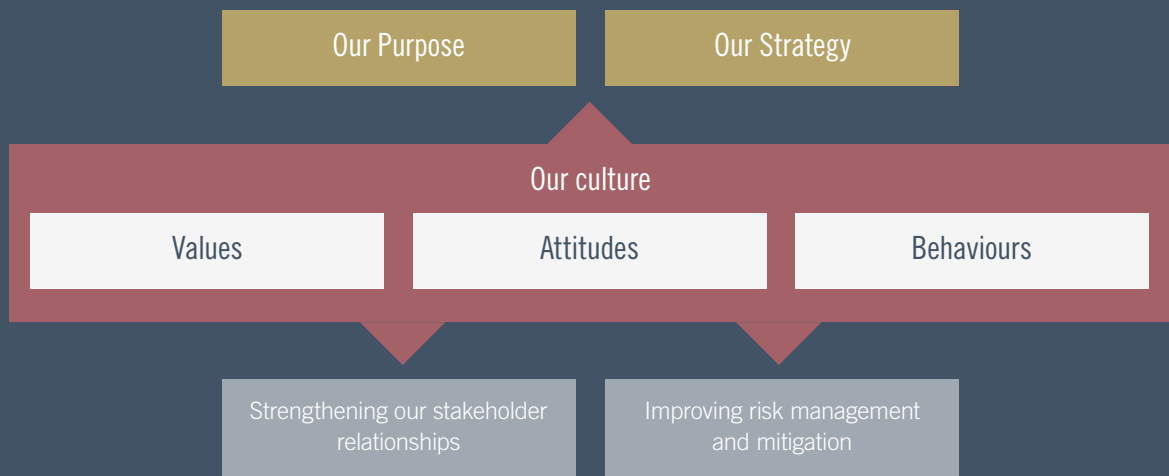 Our Purpose
Our Strategy
Our culture
Values
Attitudes
Behaviours
Strengthening our stakeholder
relationships
Improving risk management
and mitigation